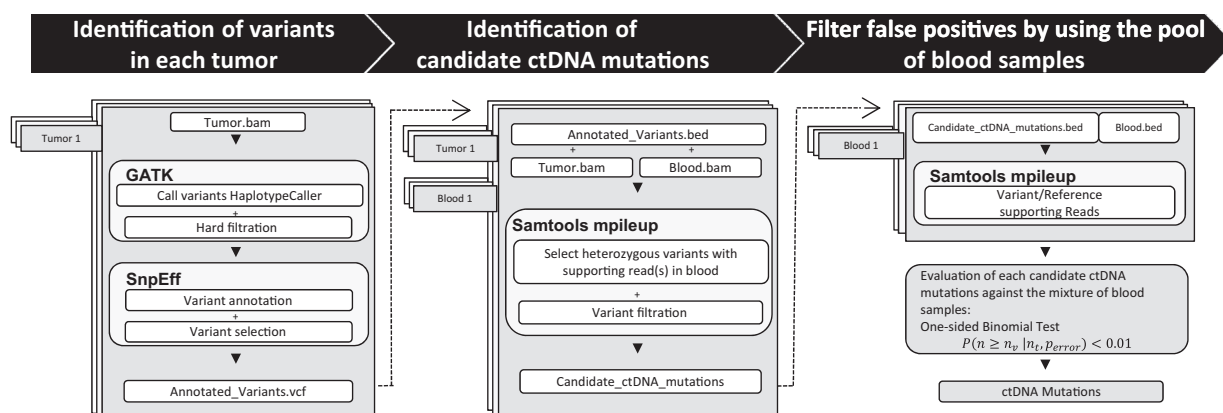 Identification of variants
in each tumor
Identification of
candidate ctDNA mutations
Filter false positives by using the pool
of blood samples
Tumor 1
Tumor.bam
GATK
Call variants HaplotypeCaller
+
Hard filtration
SnpEff
Variant annotation
+
Variant selection
Annotated_Variants.vcf
Tumor 1
Blood 1
Annotated_Variants.bed
+ +
Tumor.bam Blood.bam
Samtools mpileup
Select heterozygous variants with
supporting read(s) in blood
+
Variant filtration
Candidate_ctDNA_mutations
Blood 1
Candidate_ctDNA_mutations.bed Blood.bed
Samtools mpileup
Variant/Reference
supporting Reads
Evaluation of each candidate ctDNA
mutations against the mixture of blood
samples:
One-sided Binomial Test
P(n ≥ n_v |n_t, p_error) < 0.01
ctDNA Mutations